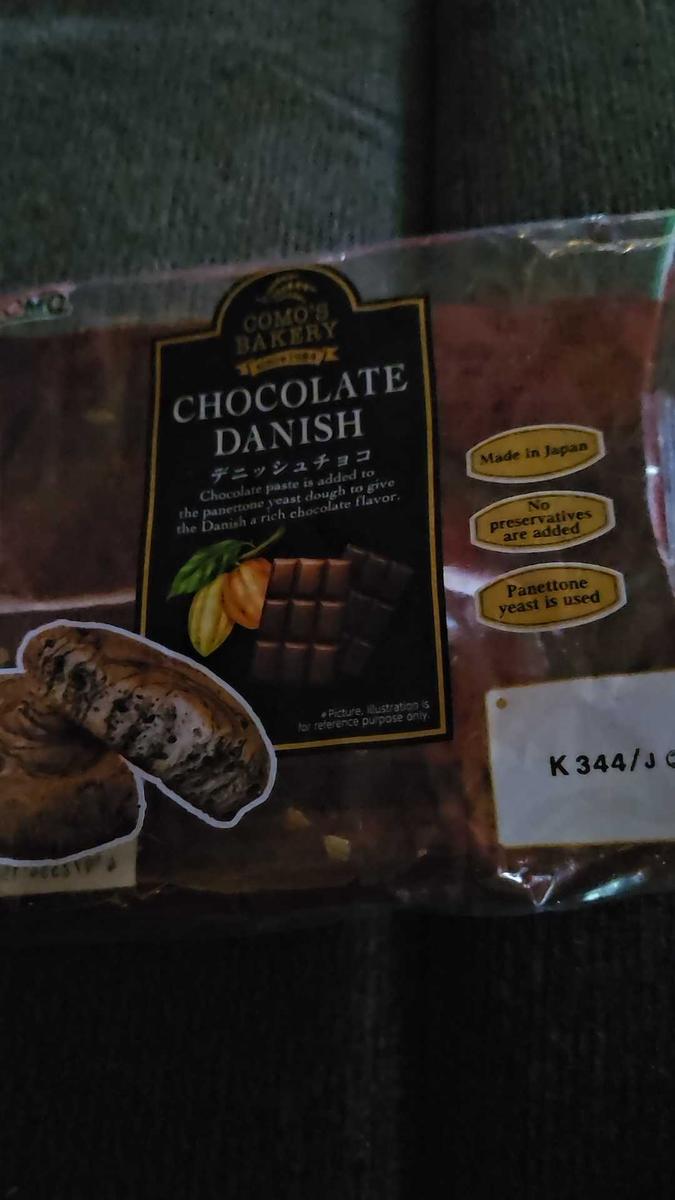 COMO'S
BAKERY
since 1984
CHOCOLATE
DANISH
デニッシュチョコ
Chocolate paste is added to
the panettone yeast dough to give
the Danish a rich chocolate flavor.
Made in Japan
No
preservatives
are added
Panettone
yeast is used
*Picture, illustration is
for reference purpose only.
K 344/J